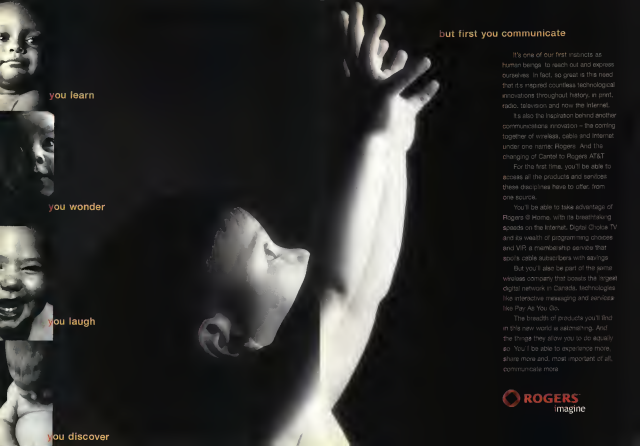 you learn
you wonder
you laugh
you discover
but first you communicate
It's one of our first instincts as
human beings: to reach out and express
ourselves. In fact, so great is this need
that it's inspired countless technological
innovations throughout history, in print,
radio, television and now the Internet.
It's also the inspiration behind another
communications innovation – the coming
together of wireless, cable and Internet
under one name: Rogers. And the
changing of Cantel to Rogers AT&T.
For the first time, you'll be able to
access all the products and services
these disciplines have to offer, from
one source.
You'll be able to take advantage of
Rogers @ Home, with its breathtaking
speeds on the Internet, Digital Choice TV
and its wealth of programming choices
and VIP, a membership service that
spoils cable subscribers with savings.
But you'll also be part of the same
wireless company that boasts the largest
digital network in Canada, technologies
like interactive messaging and services
like Pay As You Go.
The breadth of products you'll find
in this new world is astonishing. And
the things they allow you to do equally
so. You'll be able to experience more,
share more and, most important of all,
communicate more.
ROGERS™
imagine